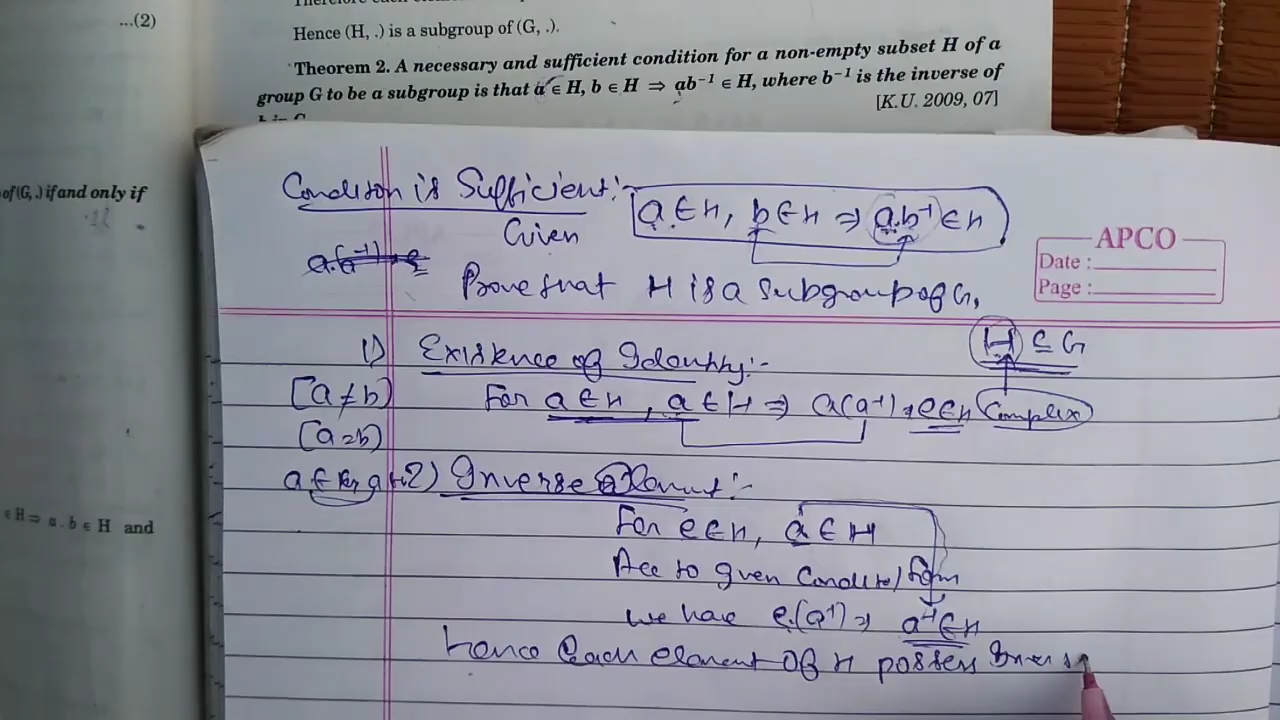 ...(2)
Hence (H, .) is a subgroup of (G, .).
Theorem 2. A necessary and sufficient condition for a non-empty subset H of a
group G to be a subgroup is that a ∈ H, b ∈ H ⇒ ab⁻¹ ∈ H, where b⁻¹ is the inverse of
[K.U. 2009, 07]
of (G, .) if and only if
∈ H ⇒ a . b ∈ H and
Condition is Sufficient:-
Given
a ∈ H, b ∈ H ⇒ a.b⁻¹ ∈ H
Prove that H is a Subgroup of G,
APCO
Date :
Page :
H ⊆ G
Complex
1) Existence of Identity:-
[a ≠ b]
For a ∈ H, a ∈ H ⇒ a(a⁻¹) = e ∈ H
[a = b]
2) Inverse Element:-
For e ∈ H, a ∈ H
Acc to given Condition/form
we have e.(a⁻¹) ⇒ a⁻¹ ∈ H
hence Each element of H possess Invers